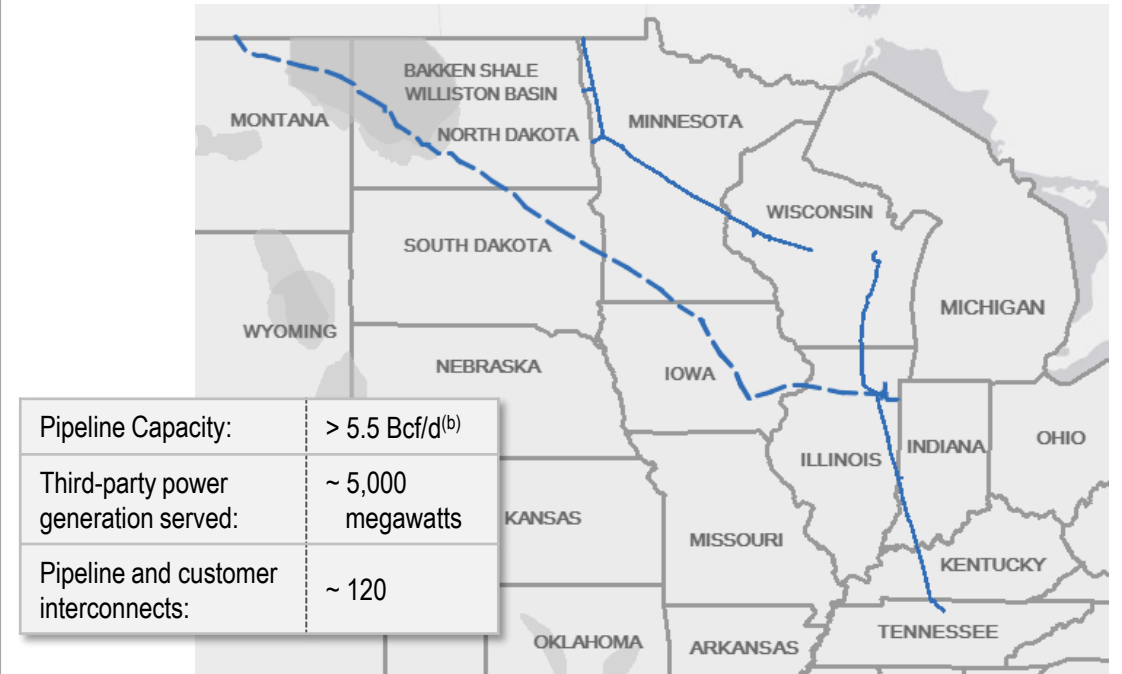 BAKKEN SHALE
WILLISTON BASIN
MONTANA
NORTH DAKOTA
MINNESOTA
WISCONSIN
SOUTH DAKOTA
MICHIGAN
WYOMING
NEBRASKA
IOWA
Pipeline Capacity: > 5.5 Bcf/d(b)
Third-party power
generation served:
~ 5,000
megawatts
Pipeline and customer
interconnects:
~ 120
ILLINOIS
INDIANA
OHIO
KANSAS
MISSOURI
KENTUCKY
OKLAHOMA
ARKANSAS
TENNESSEE